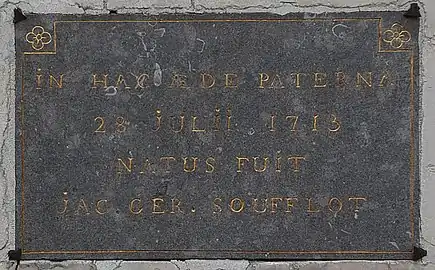 IN HAC ÆDE PATERNA
28 JULII 1713
NATUS FUIT
JAC. GER. SOUFFLOT